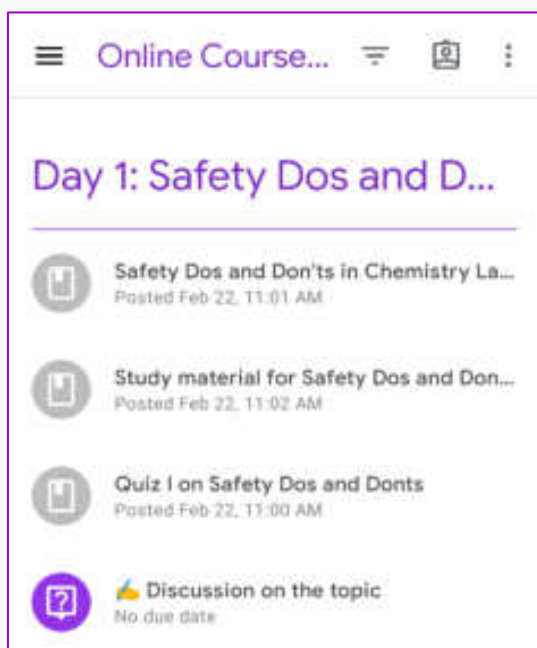 Online Course...
Day 1: Safety Dos and D...
Safety Dos and Don'ts in Chemistry La...
Posted Feb 22, 11:01 AM
Study material for Safety Dos and Don...
Posted Feb 22, 11:02 AM
Quiz I on Safety Dos and Donts
Posted Feb 22, 11:00 AM
✍️ Discussion on the topic
No due date